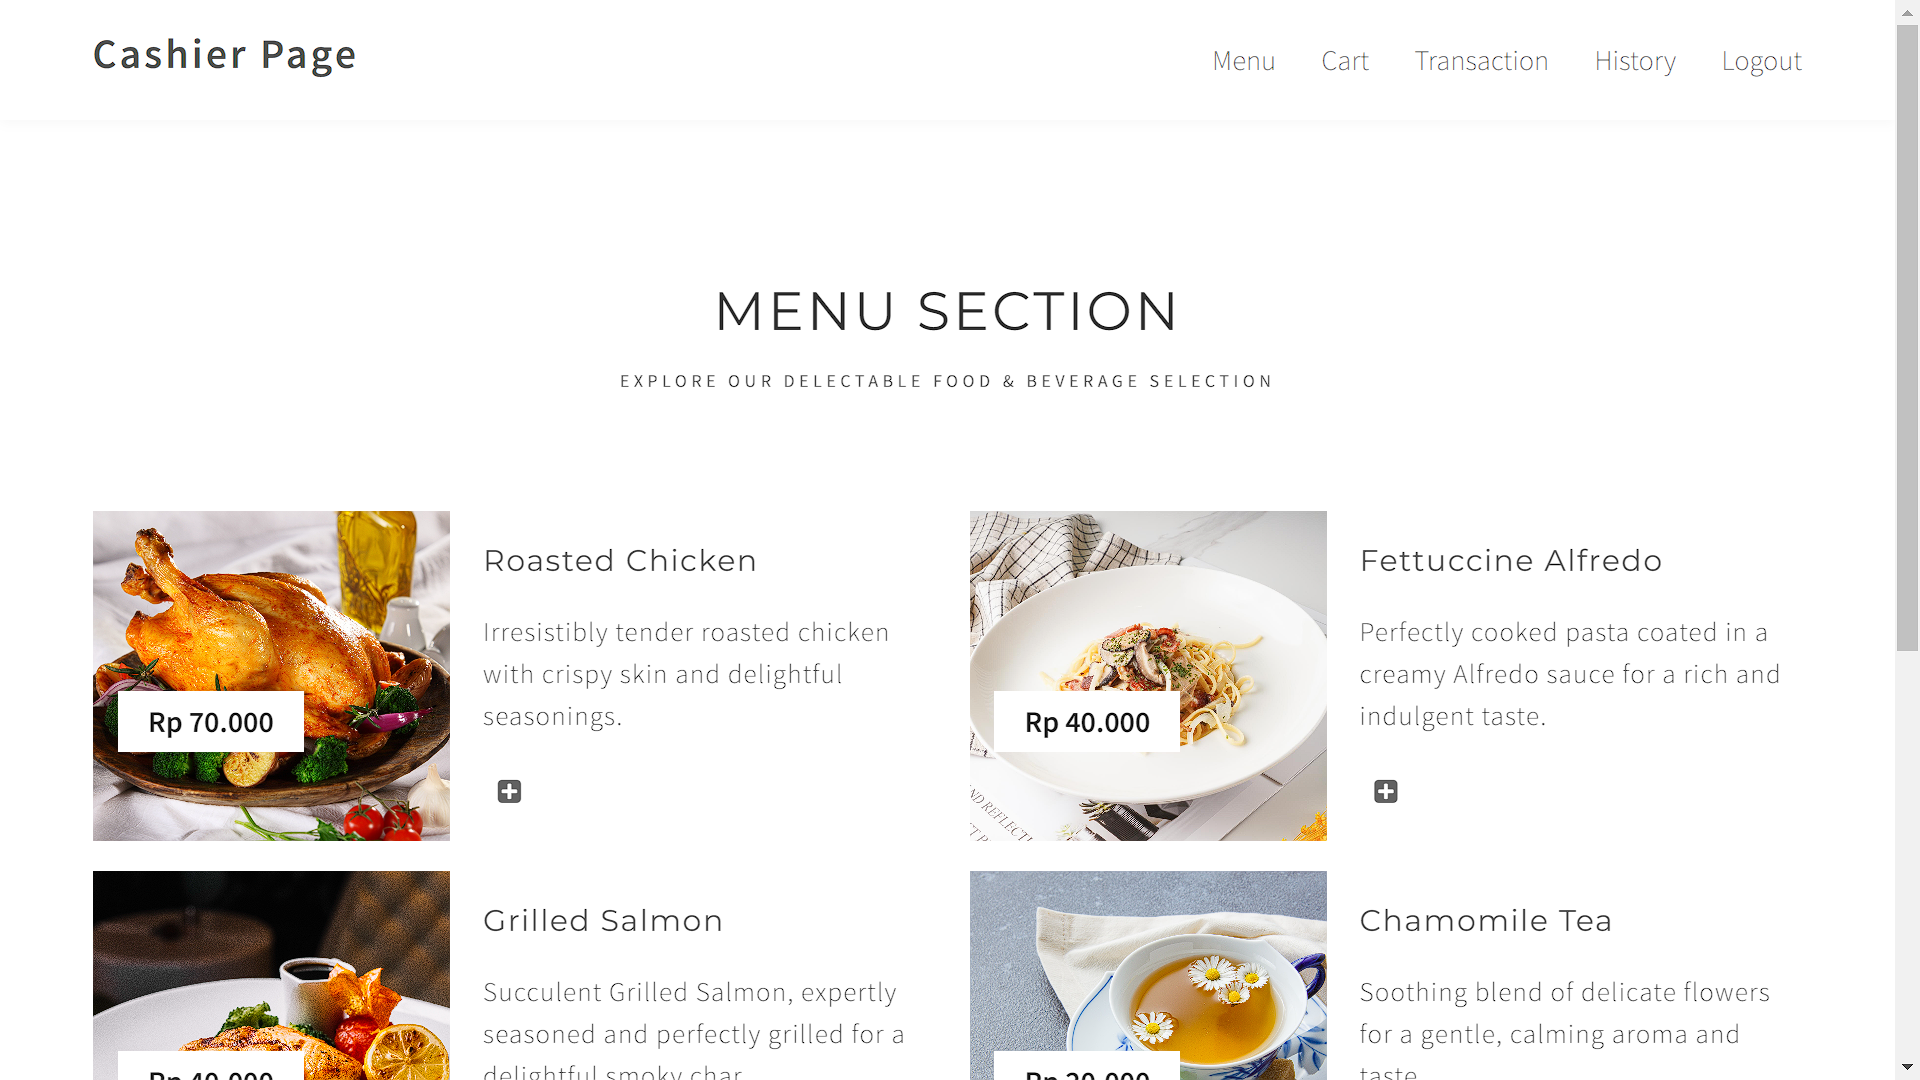 Cashier Page
Menu Cart Transaction History Logout
MENU SECTION
EXPLORE OUR DELECTABLE FOOD & BEVERAGE SELECTION
Roasted Chicken
Irresistibly tender roasted chicken
with crispy skin and delightful
seasonings.
Rp 70.000
Fettuccine Alfredo
Perfectly cooked pasta coated in a
creamy Alfredo sauce for a rich and
indulgent taste.
Rp 40.000
Grilled Salmon
Succulent Grilled Salmon, expertly
seasoned and perfectly grilled for a
delightful smoky char.
Rp 40.000
Chamomile Tea
Soothing blend of delicate flowers
for a gentle, calming aroma and
taste.